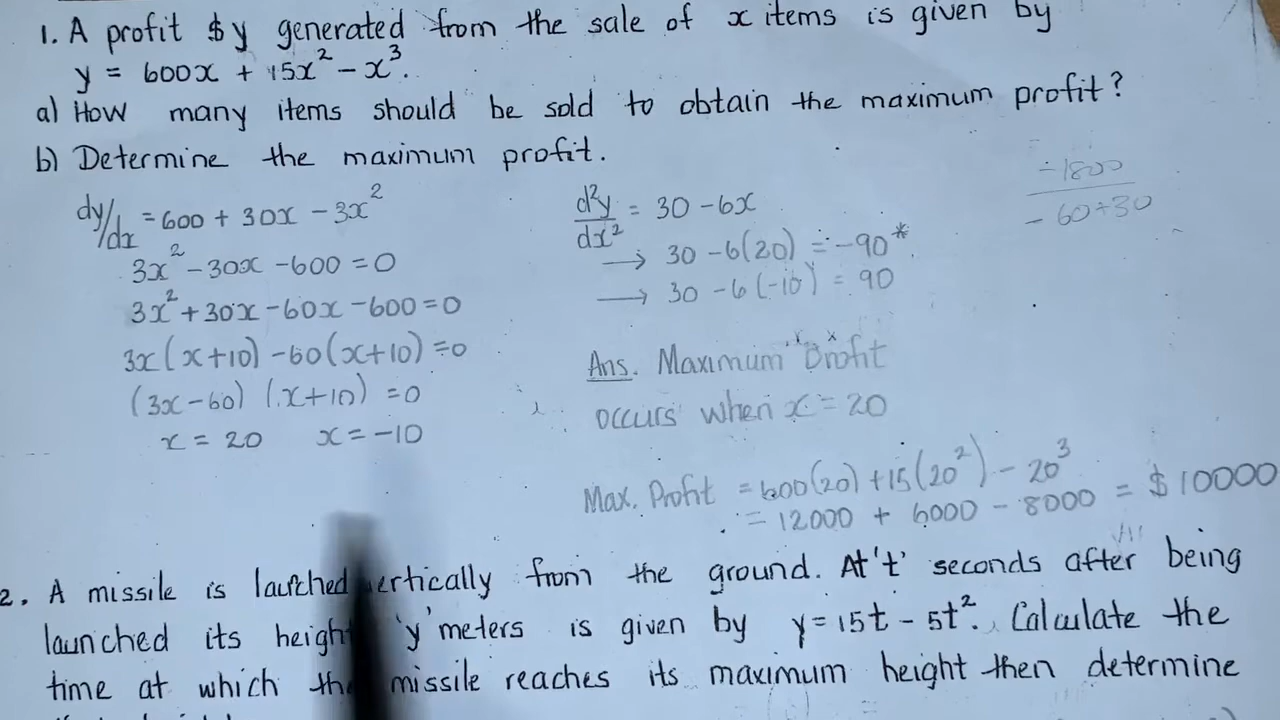 1. A profit $y generated from the sale of x items is given by
y = 600x + 15x² - x³.
a) How many items should be sold to obtain the maximum profit?
b) Determine the maximum profit.
dy/dx = 600 + 30x - 3x²
3x² - 30x - 600 = 0
3x² + 30x - 60x - 600 = 0
3x(x+10) - 60(x+10) = 0
(3x - 60) (x+10) = 0
x = 20 x = -10
d²y/dx² = 30 - 6x
→ 30 - 6(20) = -90*
→ 30 - 6(-10) = 90
-1800
-60+30
Ans. Maximum Profit
occurs when x = 20
Max. Profit = 600(20) + 15(20²) - 20³
= 12000 + 6000 - 8000 = $10000
2. A missile is launched vertically from the ground. At 't' seconds after being
launched its height 'y' meters is given by y = 15t - 5t². Calculate the
time at which the missile reaches its maximum height then determine